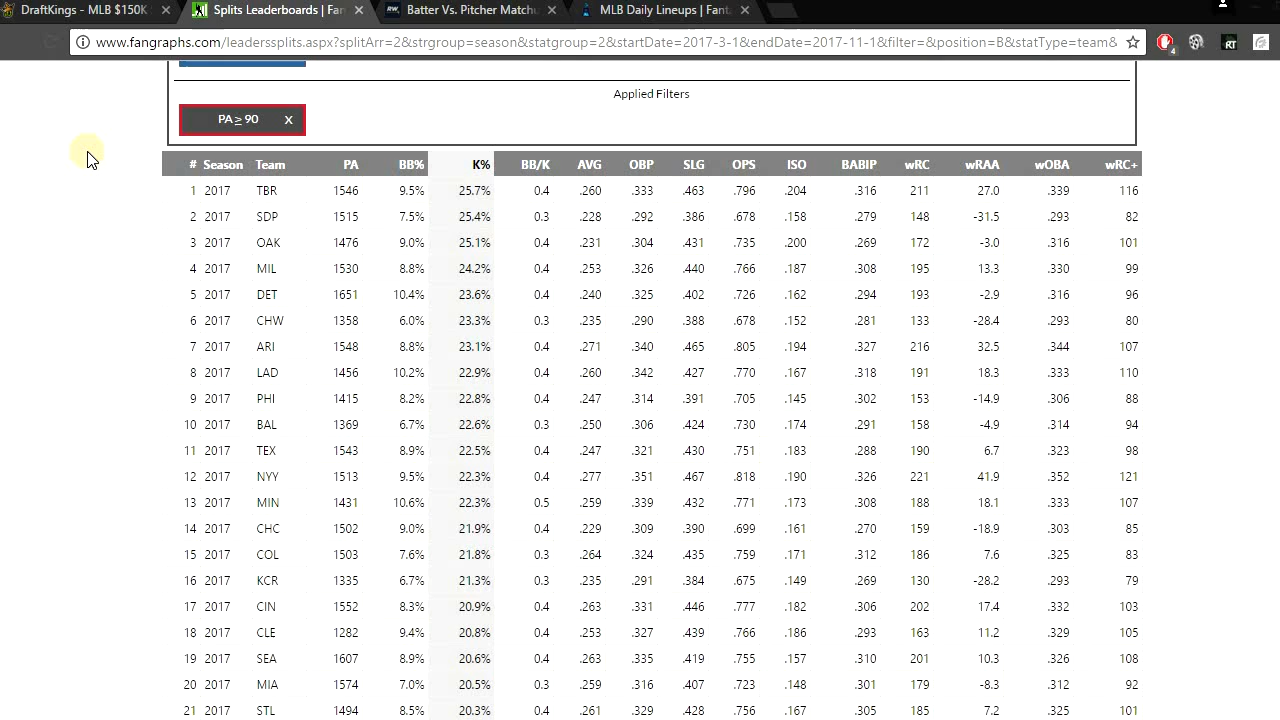 DraftKings - MLB $150K × Splits Leaderboards | Fan × Batter Vs. Pitcher Matchu × MLB Daily Lineups | Fanta ×
www.fangraphs.com/leaderssplits.aspx?splitArr=2&strgroup=season&statgroup=2&startDate=2017-3-1&endDate=2017-11-1&filter=&position=B&statType=team&
Applied Filters
PA ≥ 90 X
# Season Team PA BB% K% BB/K AVG OBP SLG OPS ISO BABIP wRC wRAA wOBA wRC+
1 2017 TBR 1546 9.5% 25.7% 0.4 .260 .333 .463 .796 .204 .316 211 27.0 .339 116
2 2017 SDP 1515 7.5% 25.4% 0.3 .228 .292 .386 .678 .158 .279 148 -31.5 .293 82
3 2017 OAK 1476 9.0% 25.1% 0.4 .231 .304 .431 .735 .200 .269 172 -3.0 .316 101
4 2017 MIL 1530 8.8% 24.2% 0.4 .253 .326 .440 .766 .187 .308 195 13.3 .330 99
5 2017 DET 1651 10.4% 23.6% 0.4 .240 .325 .402 .726 .162 .294 193 -2.9 .316 96
6 2017 CHW 1358 6.0% 23.3% 0.3 .235 .290 .388 .678 .152 .281 133 -28.4 .293 80
7 2017 ARI 1548 8.8% 23.1% 0.4 .271 .340 .465 .805 .194 .327 216 32.5 .344 107
8 2017 LAD 1456 10.2% 22.9% 0.4 .260 .342 .427 .770 .167 .318 191 18.3 .333 110
9 2017 PHI 1415 8.2% 22.8% 0.4 .247 .314 .391 .705 .145 .302 153 -14.9 .306 88
10 2017 BAL 1369 6.7% 22.6% 0.3 .250 .306 .424 .730 .174 .291 158 -4.9 .314 94
11 2017 TEX 1543 8.9% 22.5% 0.4 .247 .321 .430 .751 .183 .288 190 6.7 .323 98
12 2017 NYY 1513 9.5% 22.3% 0.4 .277 .351 .467 .818 .190 .326 221 41.9 .352 121
13 2017 MIN 1431 10.6% 22.3% 0.5 .259 .339 .432 .771 .173 .308 188 18.1 .333 107
14 2017 CHC 1502 9.0% 21.9% 0.4 .229 .309 .390 .699 .161 .270 159 -18.9 .303 85
15 2017 COL 1503 7.6% 21.8% 0.3 .264 .324 .435 .759 .171 .312 186 7.6 .325 83
16 2017 KCR 1335 6.7% 21.3% 0.3 .235 .291 .384 .675 .149 .269 130 -28.2 .293 79
17 2017 CIN 1552 8.3% 20.9% 0.4 .263 .331 .446 .777 .182 .306 202 17.4 .332 103
18 2017 CLE 1282 9.4% 20.8% 0.4 .253 .327 .439 .766 .186 .293 163 11.2 .329 105
19 2017 SEA 1607 8.9% 20.6% 0.4 .263 .335 .419 .755 .157 .310 201 10.3 .326 108
20 2017 MIA 1574 7.0% 20.5% 0.3 .259 .316 .407 .723 .148 .301 179 -8.3 .312 92
21 2017 STL 1494 8.5% 20.3% 0.4 .261 .329 .428 .756 .167 .305 185 7.2 .325 101